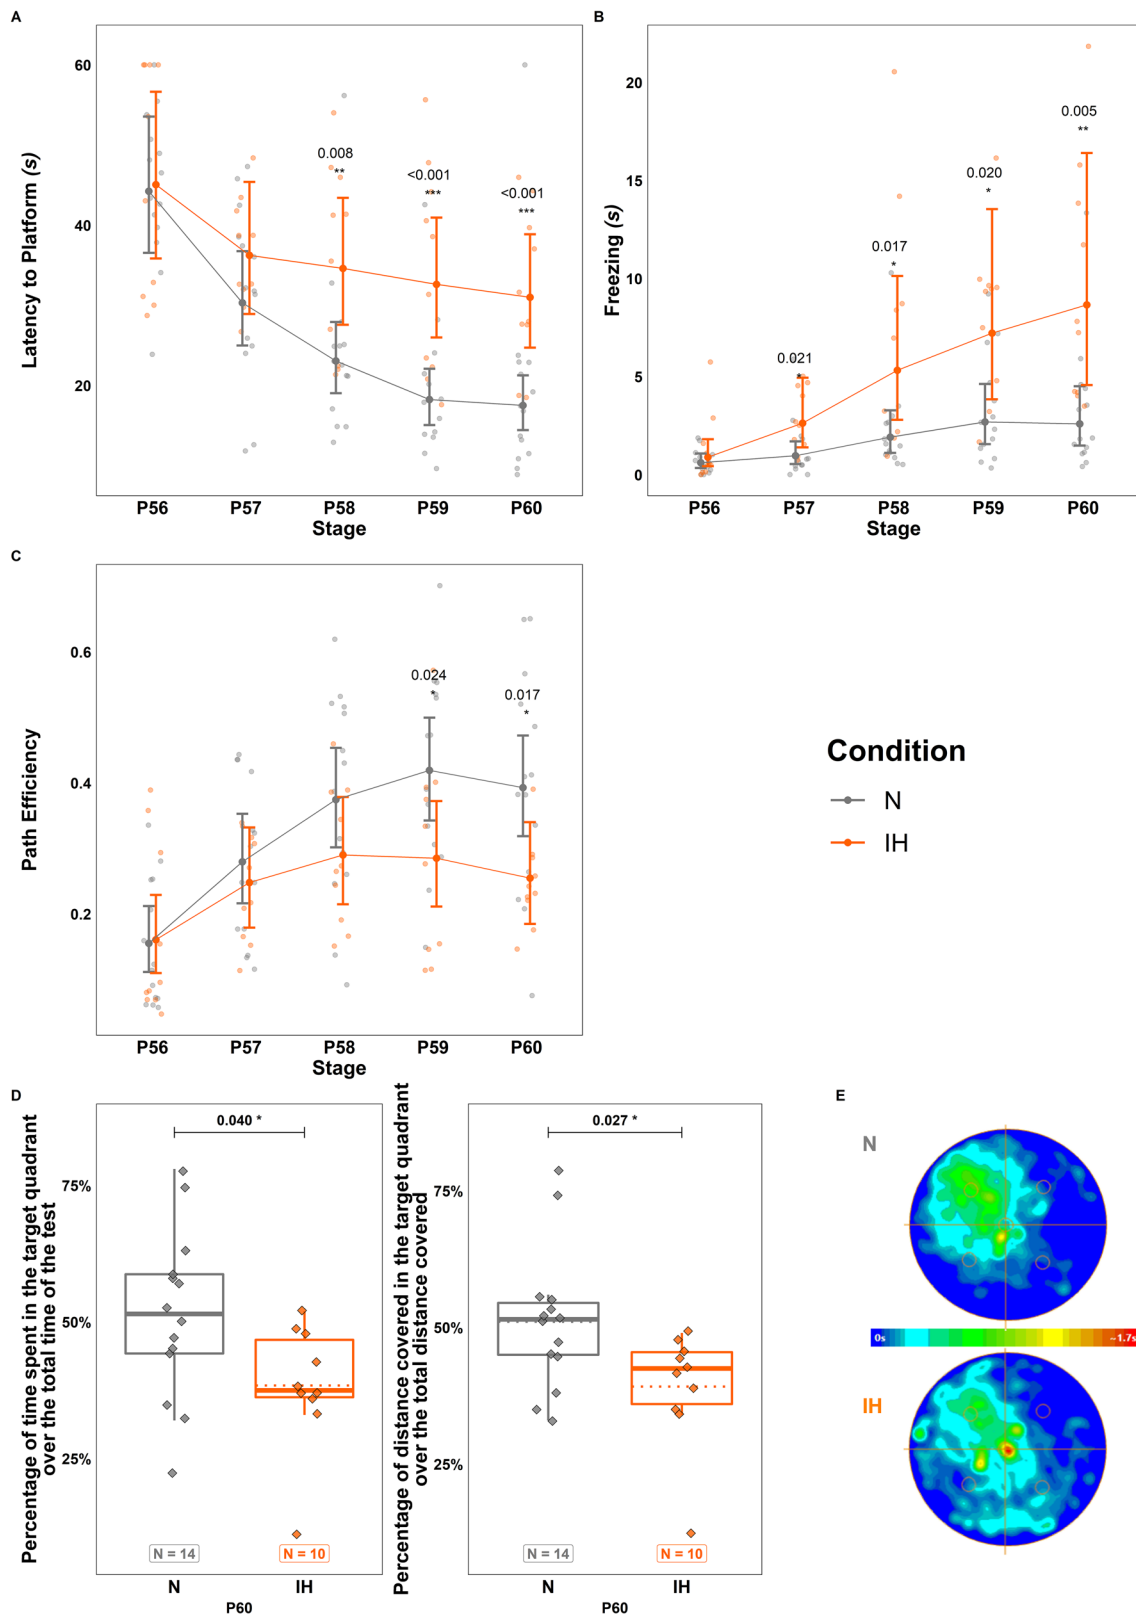 A
Latency to Platform (s)
60
40
20
0.008
**
<0.001
***
<0.001
***
P56
P57
P58
P59
P60
Stage
B
Freezing (s)
20
15
10
5
0
0.021
*
0.017
*
0.020
*
0.005
**
P56
P57
P58
P59
P60
Stage
C
Path Efficiency
0.6
0.4
0.2
0.024
*
0.017
*
P56
P57
P58
P59
P60
Stage
Condition
N
IH
D
Percentage of time spent in the target quadrant
over the total time of the test
75%
50%
25%
0.040 *
N = 14
N = 10
N
IH
P60
Percentage of distance covered in the target quadrant
over the total distance covered
75%
50%
25%
0.027 *
N = 14
N = 10
N
IH
P60
E
N
0s
~1.7s
IH